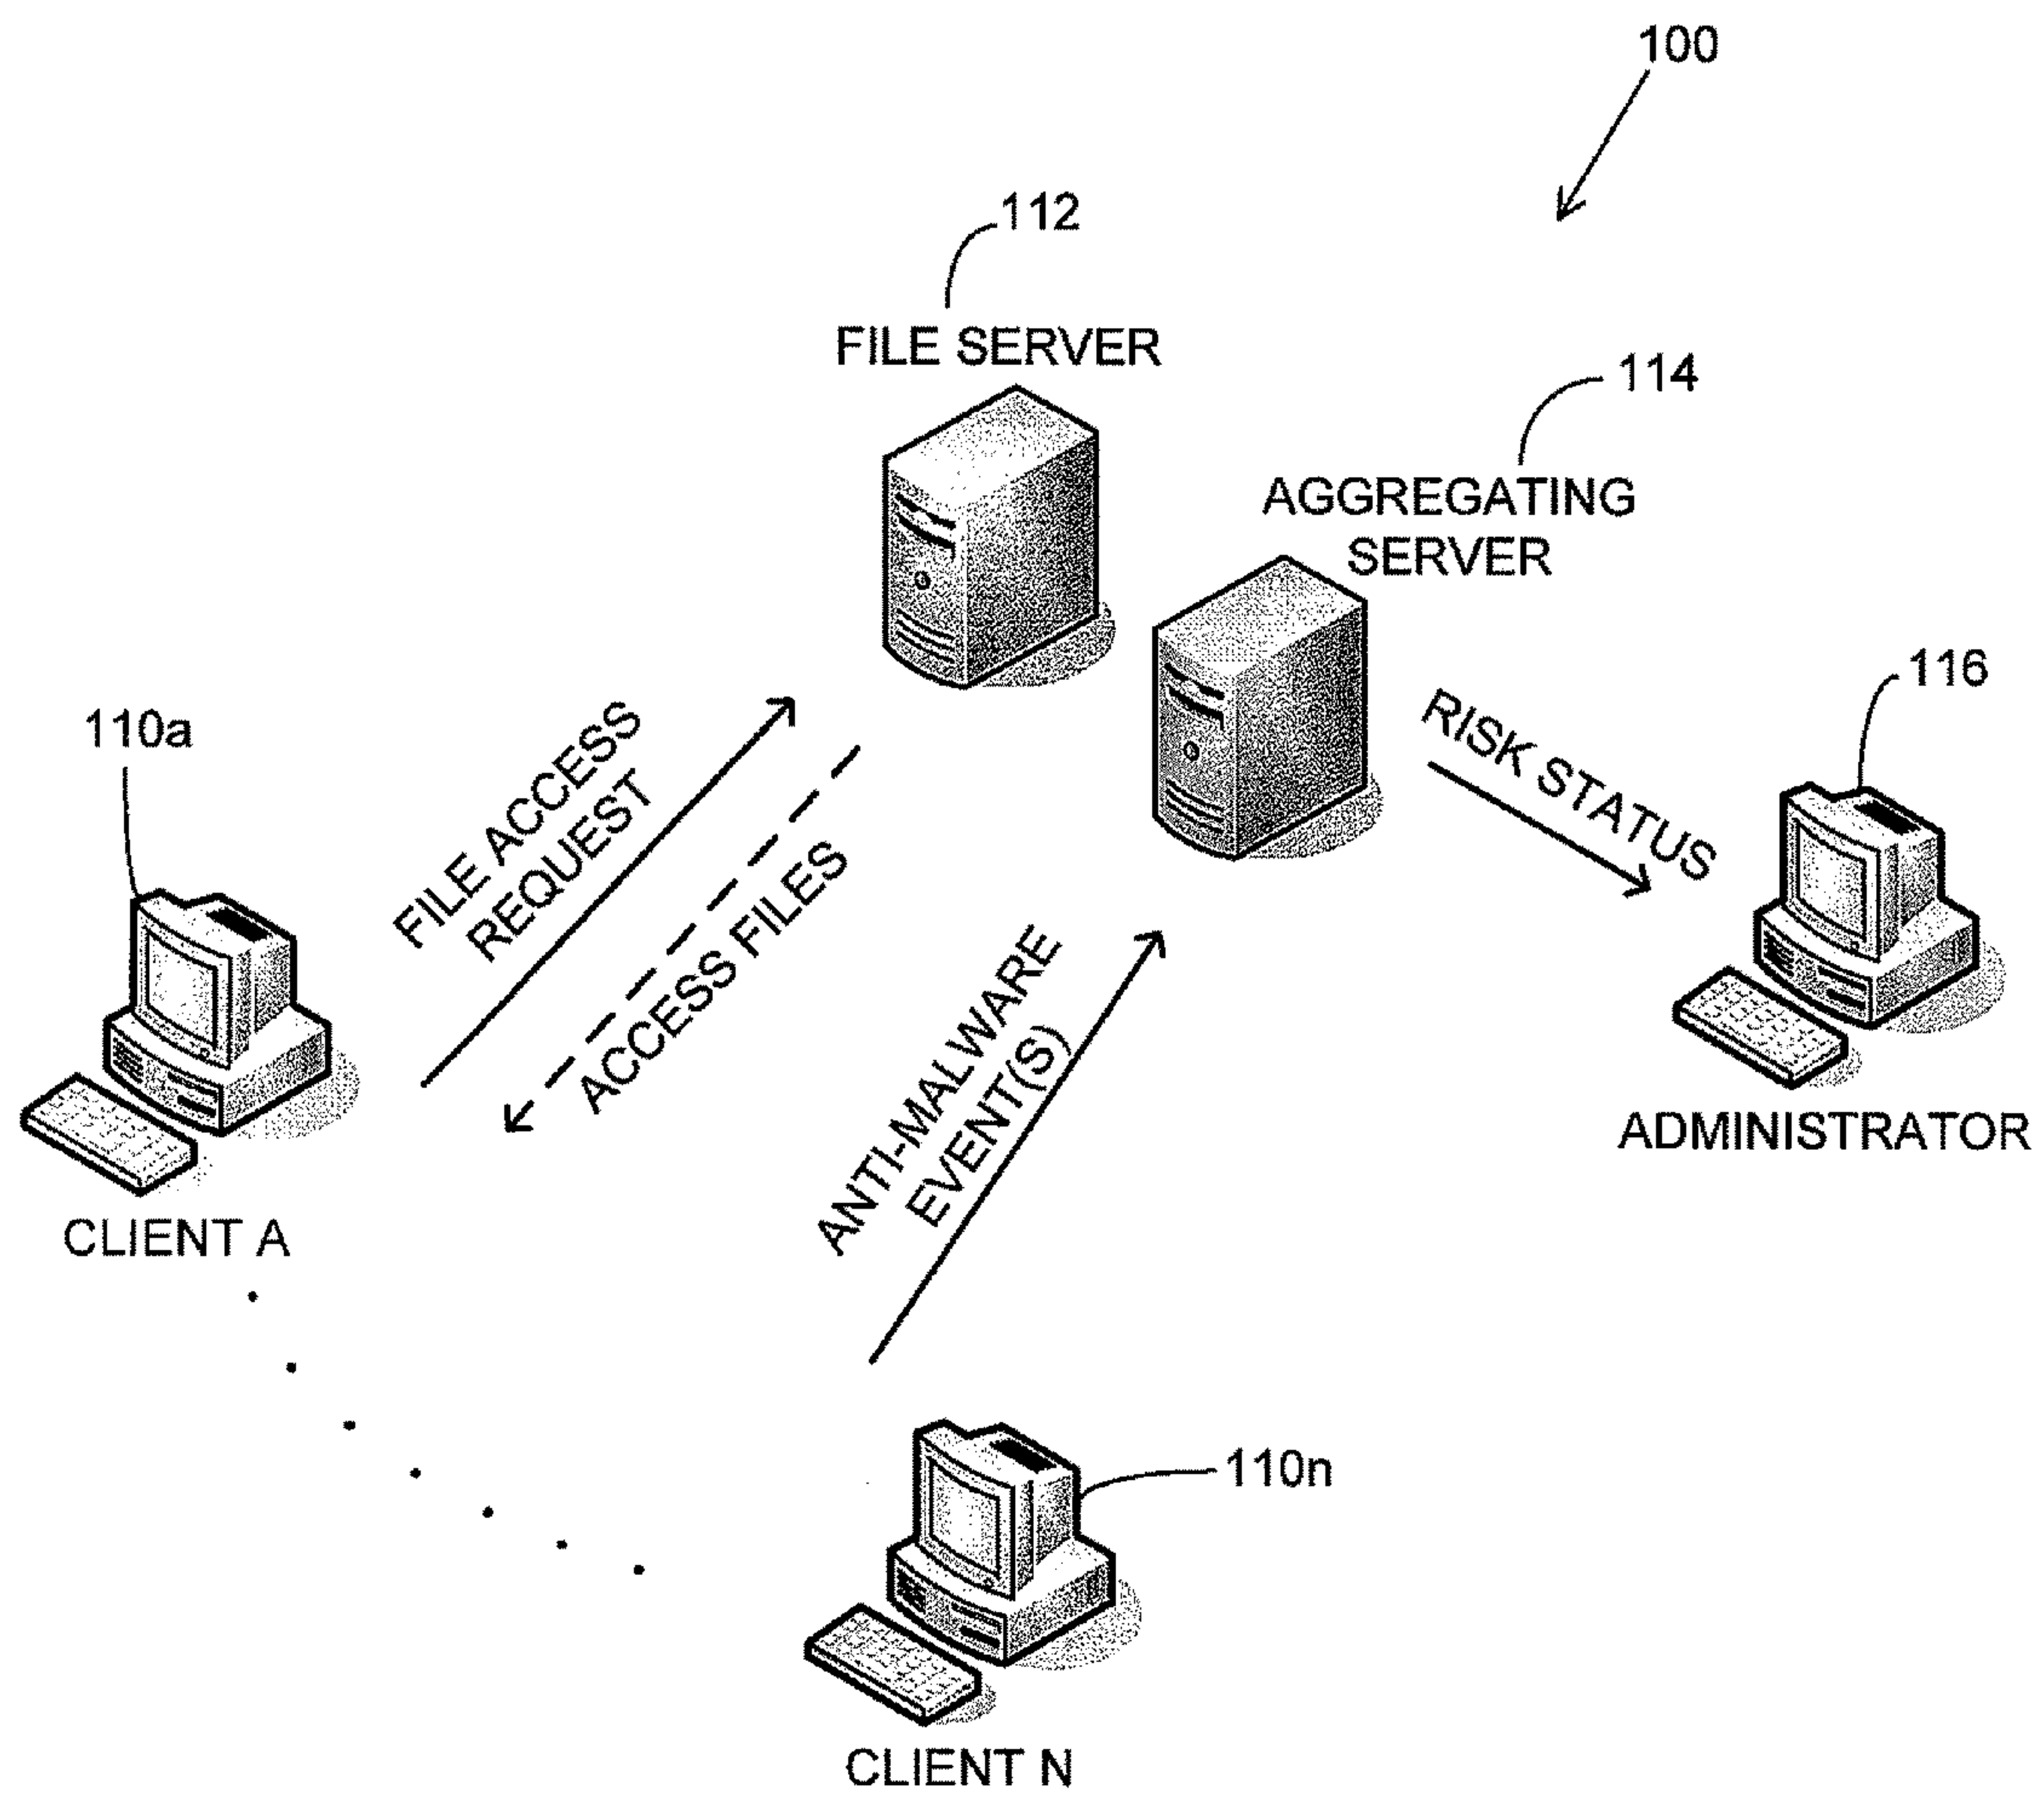 100
112
FILE SERVER
114
AGGREGATING
SERVER
116
RISK STATUS
110a
FILE ACCESS
REQUEST
ACCESS FILES
ANTI-MALWARE
EVENT(S)
ADMINISTRATOR
CLIENT A
110n
CLIENT N